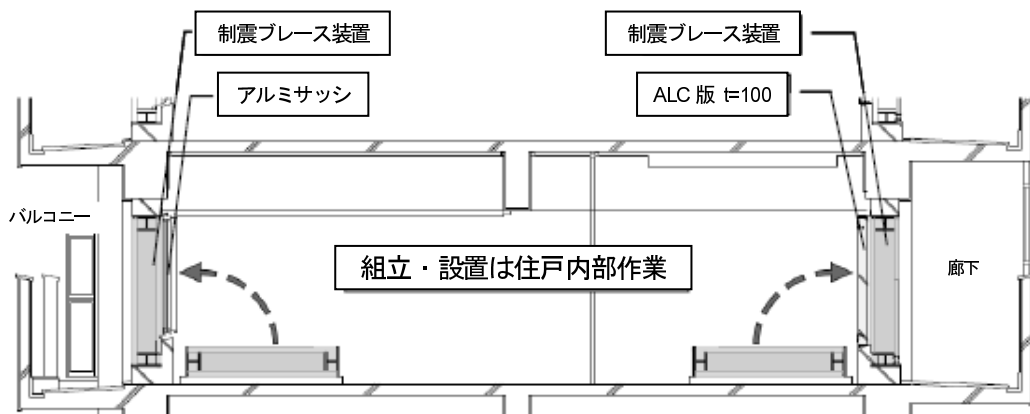 制震ブレース装置
制震ブレース装置
アルミサッシ
ALC 版 t=100
バルコニー
組立・設置は住戸内部作業
廊下